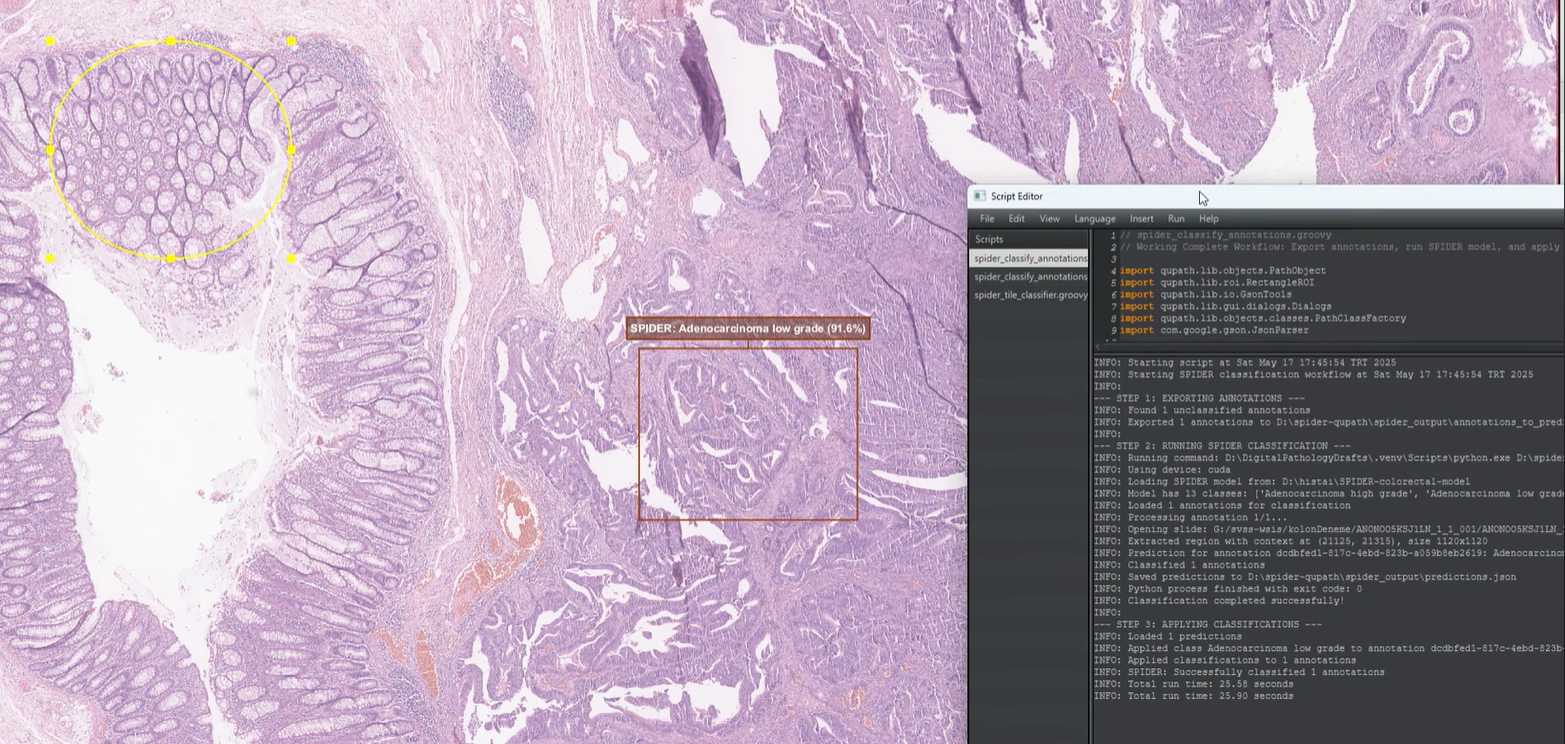 SPIDER: Adenocarcinoma low grade (91.6%)
Script Editor
File Edit View Language Insert Run Help
Scripts
spider_classify_annotations
spider_classify_annotations
spider_tile_classifier.groovy
1 // spider_classify_annotations.groovy
2 // Working Complete Workflow: Export annotations, run SPIDER model, and apply
3
4 import qupath.lib.objects.PathObject
5 import qupath.lib.roi.RectangleROI
6 import qupath.lib.io.GsonTools
7 import qupath.lib.gui.dialogs.Dialogs
8 import qupath.lib.objects.classes.PathClassFactory
9 import com.google.gson.JsonParser
INFO: Starting script at Sat May 17 17:45:54 TRT 2025
INFO: Starting SPIDER classification workflow at Sat May 17 17:45:54 TRT 2025
INFO:
--- STEP 1: EXPORTING ANNOTATIONS ---
INFO: Found 1 unclassified annotations
INFO: Exported 1 annotations to D:\spider-qupath\spider_output\annotations_to_pred
INFO:
--- STEP 2: RUNNING SPIDER CLASSIFICATION ---
INFO: Running command: D:\DigitalPathologyDrafts\.venv\Scripts\python.exe D:\spide
INFO: Using device: cuda
INFO: Loading SPIDER model from: D:\histai\SPIDER-colorectal-model
INFO: Model has 13 classes: ['Adenocarcinoma high grade', 'Adenocarcinoma low grad
INFO: Loaded 1 annotations for classification
INFO: Processing annotation 1/1...
INFO: Opening slide: G:/svss-wsis/kolonDeneme/ANONOO5KSJ1LN_1_1_001/ANONOO5KSJ1LN_
INFO: Extracted region with context at (21125, 21315), size 1120x1120
INFO: Prediction for annotation dcdbfed1-817c-4ebd-823b-a059b8eb2619: Adenocarcino
INFO: Classified 1 annotations
INFO: Saved predictions to D:\spider-qupath\spider_output\predictions.json
INFO: Python process finished with exit code: 0
INFO: Classification completed successfully!
INFO:
--- STEP 3: APPLYING CLASSIFICATIONS ---
INFO: Loaded 1 predictions
INFO: Applied class Adenocarcinoma low grade to annotation dcdbfed1-817c-4ebd-823b-
INFO: Applied classifications to 1 annotations
INFO: SPIDER: Successfully classified 1 annotations
INFO: Total run time: 25.58 seconds
INFO: Total run time: 25.90 seconds